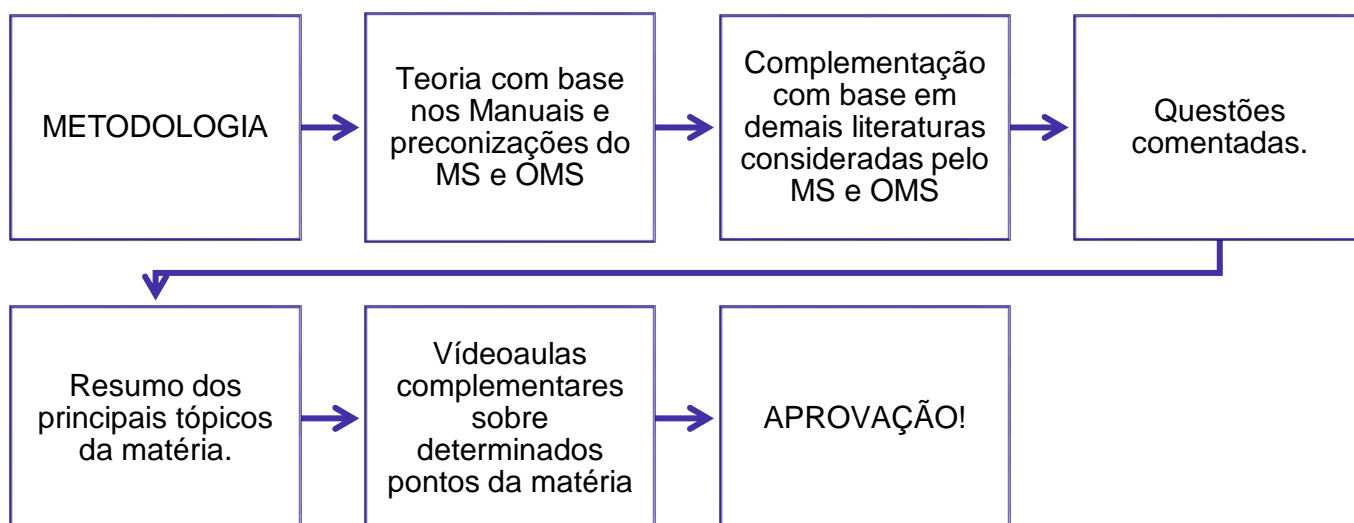 METODOLOGIA
Teoria com base
nos Manuais e
preconizações do
MS e OMS
Complementação
com base em
demais literaturas
consideradas pelo
MS e OMS
Questões
comentadas.
Resumo dos
principais tópicos
da matéria.
Vídeoaulas
complementares
sobre
determinados
pontos da matéria
APROVAÇÃO!